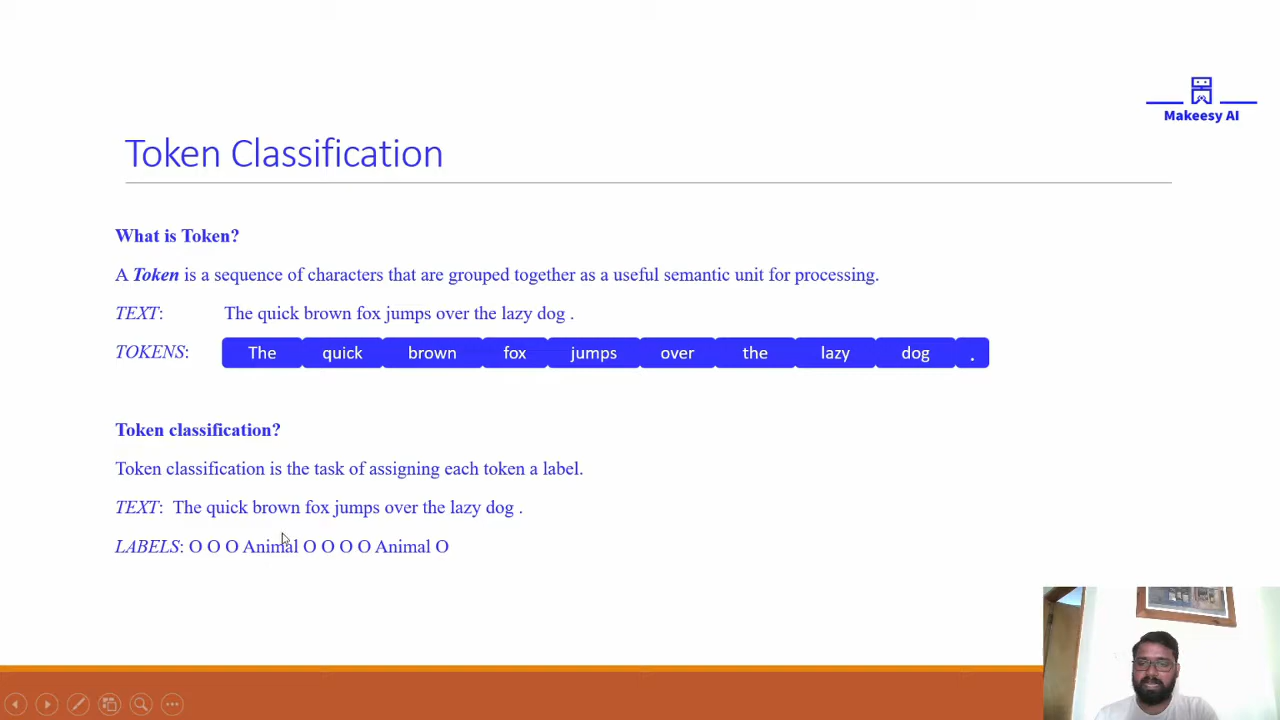 Makeesy AI
Token Classification
What is Token?
A Token is a sequence of characters that are grouped together as a useful semantic unit for processing.
TEXT: The quick brown fox jumps over the lazy dog .
TOKENS: The quick brown fox jumps over the lazy dog .
Token classification?
Token classification is the task of assigning each token a label.
TEXT: The quick brown fox jumps over the lazy dog .
LABELS: O O O Animal O O O O Animal O